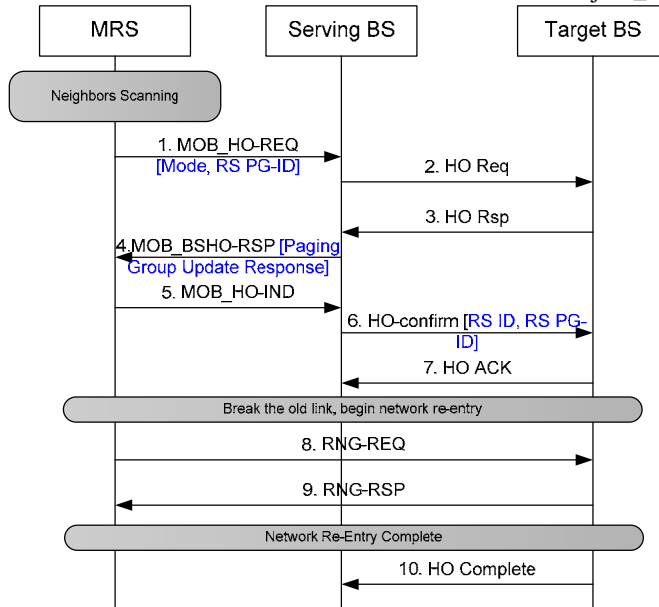 MRS
Serving BS
Target BS
Neighbors Scanning
1. MOB_HO-REQ
[Mode, RS PG-ID]
2. HO Req
3. HO Rsp
4.MOB_BSHO-RSP [Paging
Group Update Response]
5. MOB_HO-IND
6. HO-confirm [RS ID, RS PG-
ID]
7. HO ACK
Break the old link, begin network re-entry
8. RNG-REQ
9. RNG-RSP
Network Re-Entry Complete
10. HO Complete